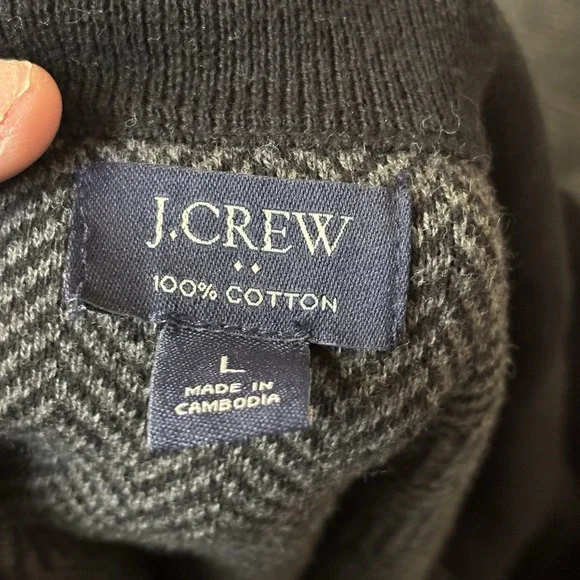 J.CREW
100% COTTON
L
MADE IN
CAMBODIA